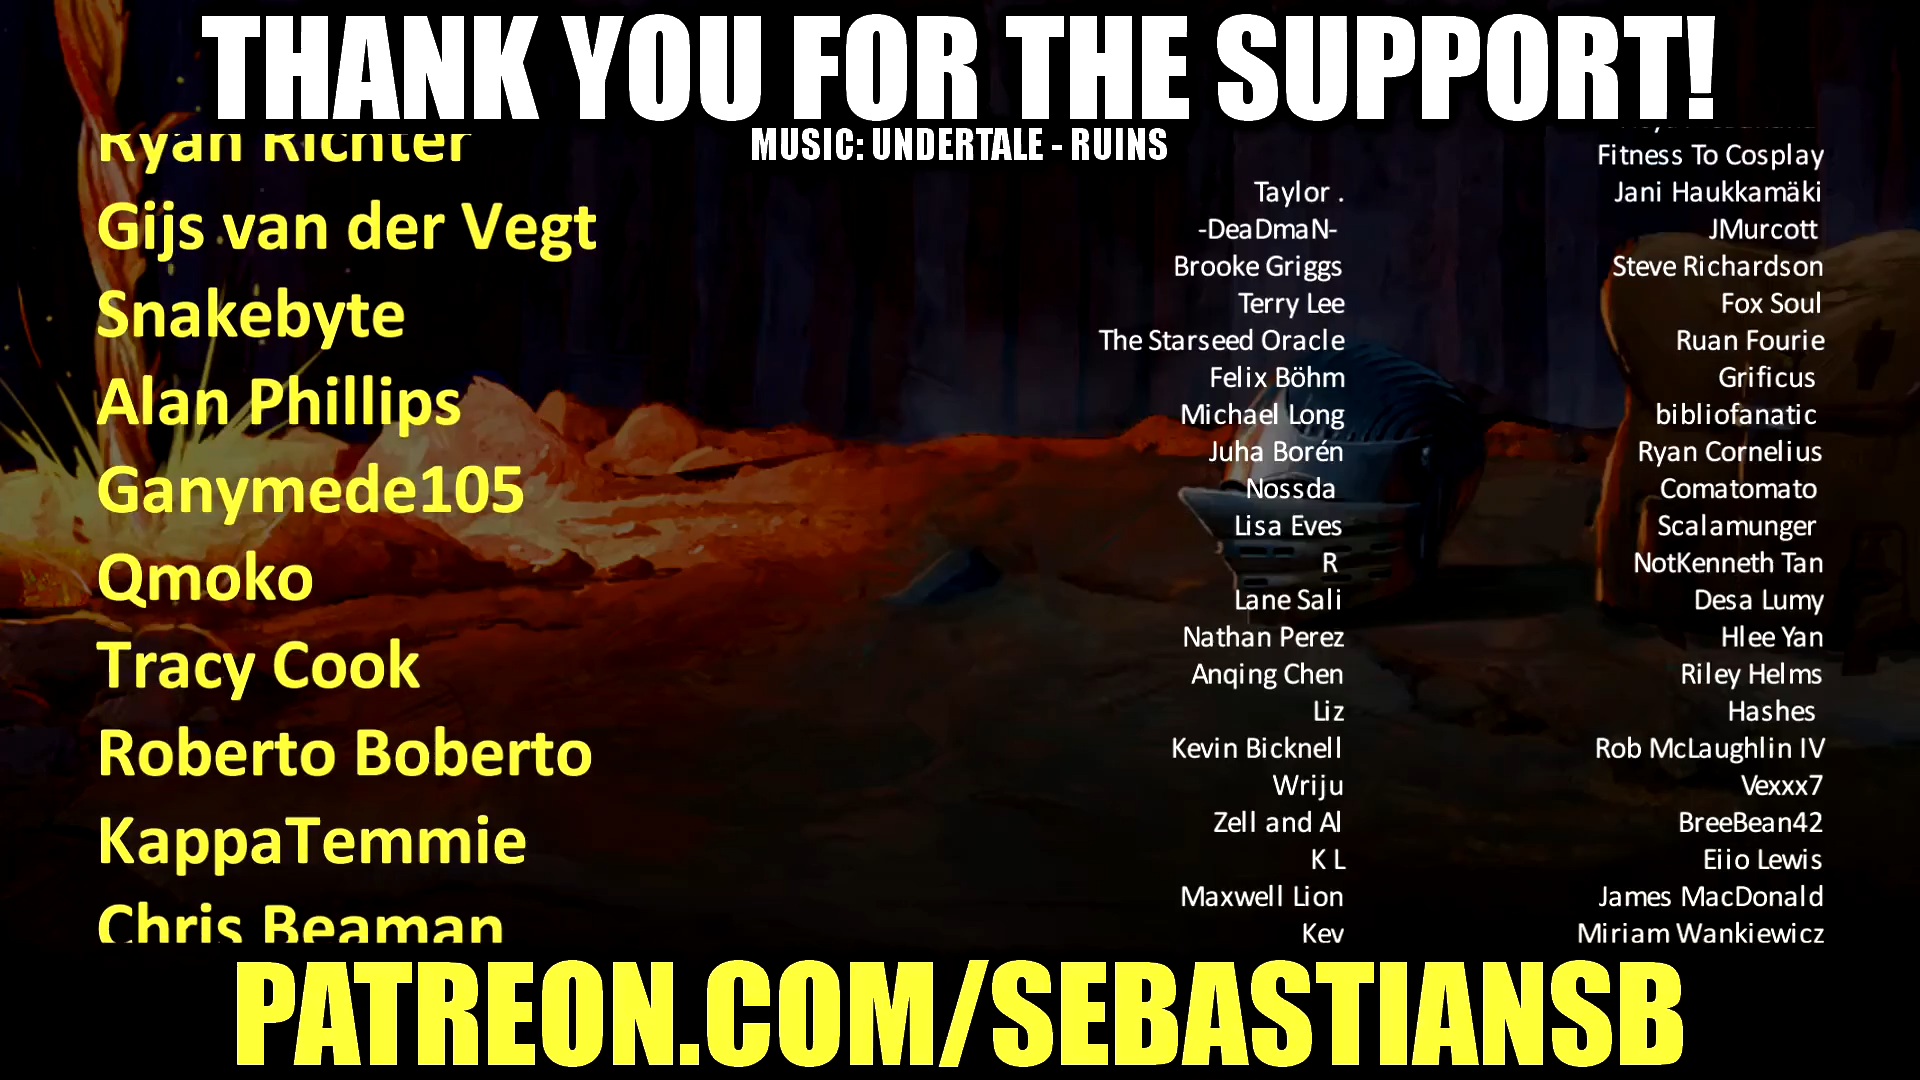 THANK YOU FOR THE SUPPORT!
MUSIC: UNDERTALE - RUINS
Ryan Richter
Gijs van der Vegt
Snakebyte
Alan Phillips
Ganymede105
Qmoko
Tracy Cook
Roberto Boberto
KappaTemmie
Chris Beaman
Taylor .
-DeaDmaN-
Brooke Griggs
Terry Lee
The Starseed Oracle
Felix Böhm
Michael Long
Juha Borén
Nossda
Lisa Eves
R
Lane Sali
Nathan Perez
Anqing Chen
Liz
Kevin Bicknell
Wriju
Zell and Al
K L
Maxwell Lion
Kev
Fitness To Cosplay
Jani Haukkamäki
JMurcott
Steve Richardson
Fox Soul
Ruan Fourie
Grificus
bibliofanatic
Ryan Cornelius
Comatomato
Scalamunger
NotKenneth Tan
Desa Lumy
Hlee Yan
Riley Helms
Hashes
Rob McLaughlin IV
Vexxx7
BreeBean42
Eiio Lewis
James MacDonald
Miriam Wankiewicz
PATREON.COM/SEBASTIANSB